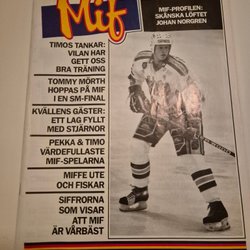 Mif
MIF-PROFILEN:
SKÅNSKA LÖFTET
JOHAN NORGREN
TIMOS TANKAR:
VILAN HAR
GETT OSS
BRA TRÄNING
TOMMY MÖRTH
HOPPAS PÅ MIF
I EN SM-FINAL
KVÄLLENS GÄSTER:
ETT LAG FYLLT
MED STJÄRNOR
PEKKA & TIMO
VÄRDEFULLASTE
MIF-SPELARNA
MIFFE UTE
OCH FISKAR
SIFFRORNA
SOM VISAR
ATT MIF
ÄR VÅRBÄST